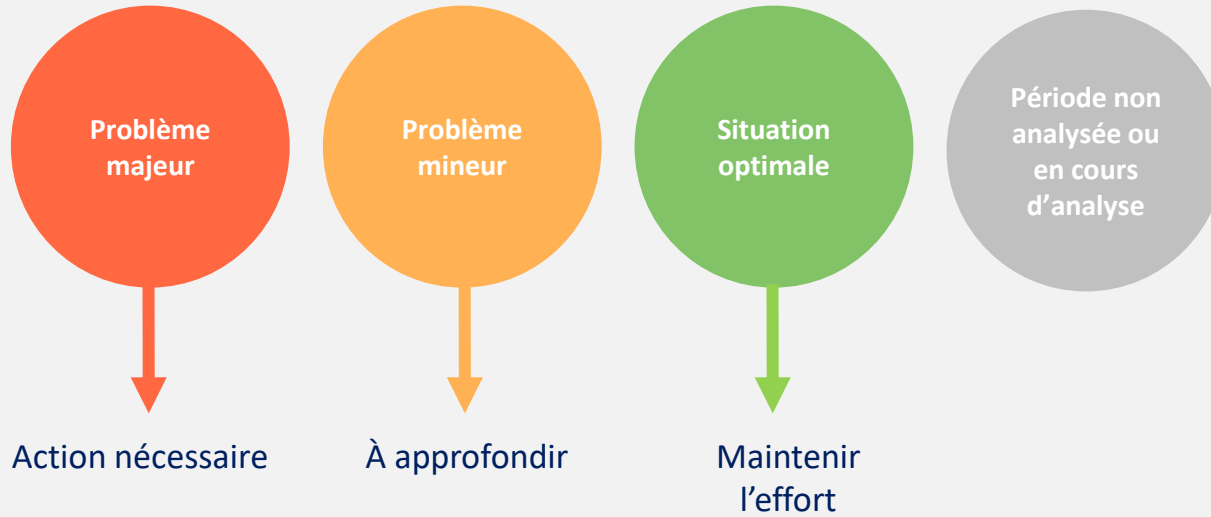 Problème
majeur
Problème
mineur
Situation
optimale
Période non
analysée ou
en cours
d’analyse
Action nécessaire
À approfondir
Maintenir
l’effort